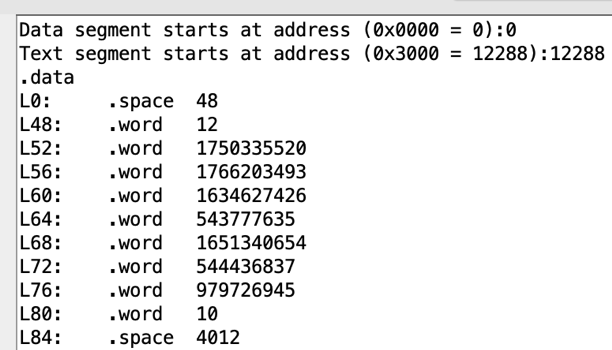 Data segment starts at address (0x0000 = 0):0
Text segment starts at address (0x3000 = 12288):12288
.data
L0: .space 48
L48: .word 12
L52: .word 1750335520
L56: .word 1766203493
L60: .word 1634627426
L64: .word 543777635
L68: .word 1651340654
L72: .word 544436837
L76: .word 979726945
L80: .word 10
L84: .space 4012